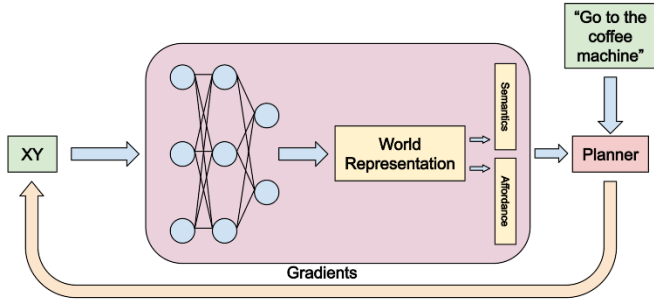 "Go to the
coffee
machine"
XY
World
Representation
Semantics
Affordance
Planner
Gradients